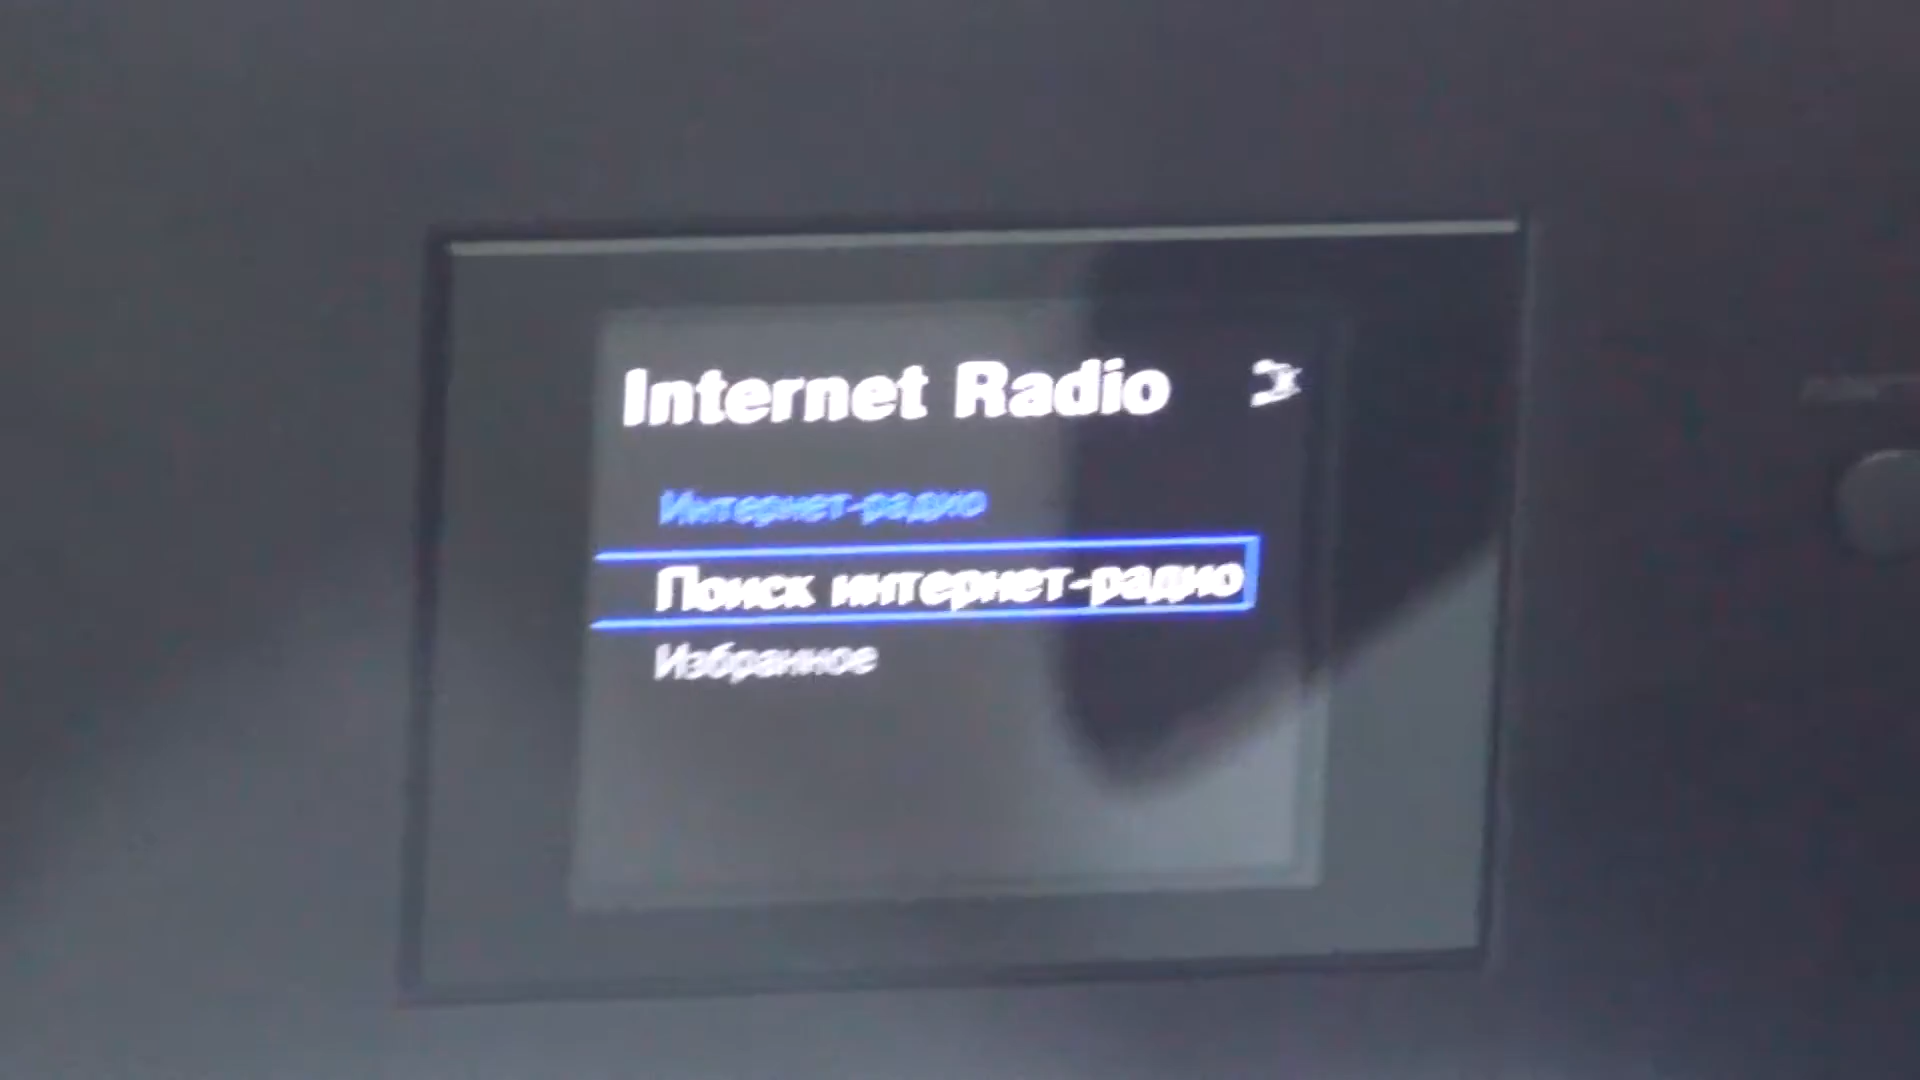 Internet Radio
Интернет-радио
Поиск интернет-радио
Избранное